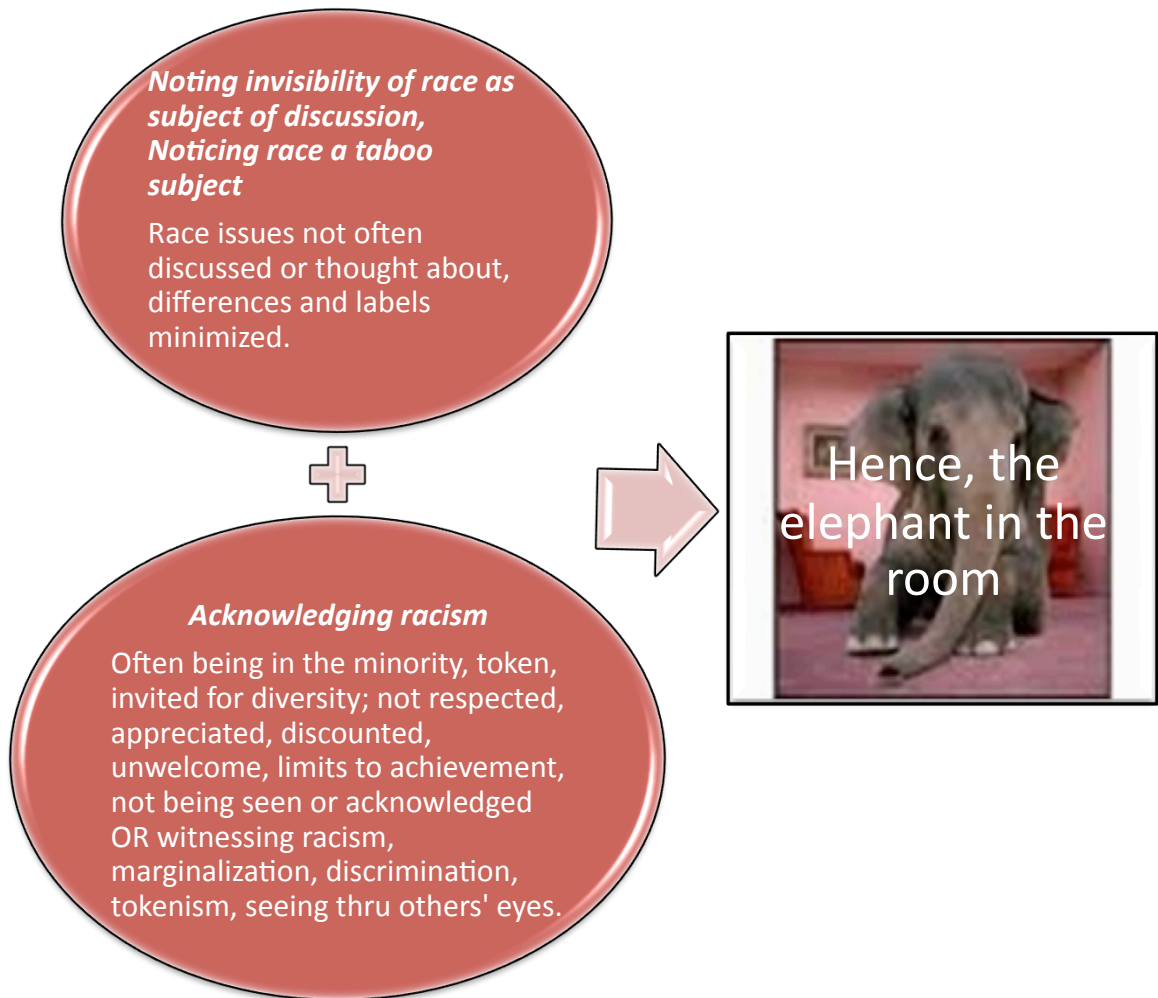 Noting invisibility of race as
subject of discussion,
Noticing race a taboo
subject
Race issues not often
discussed or thought about,
differences and labels
minimized.
Acknowledging racism
Often being in the minority, token,
invited for diversity; not respected,
appreciated, discounted,
unwelcome, limits to achievement,
not being seen or acknowledged
OR witnessing racism,
marginalization, discrimination,
tokenism, seeing thru others' eyes.
Hence, the
elephant in the
room